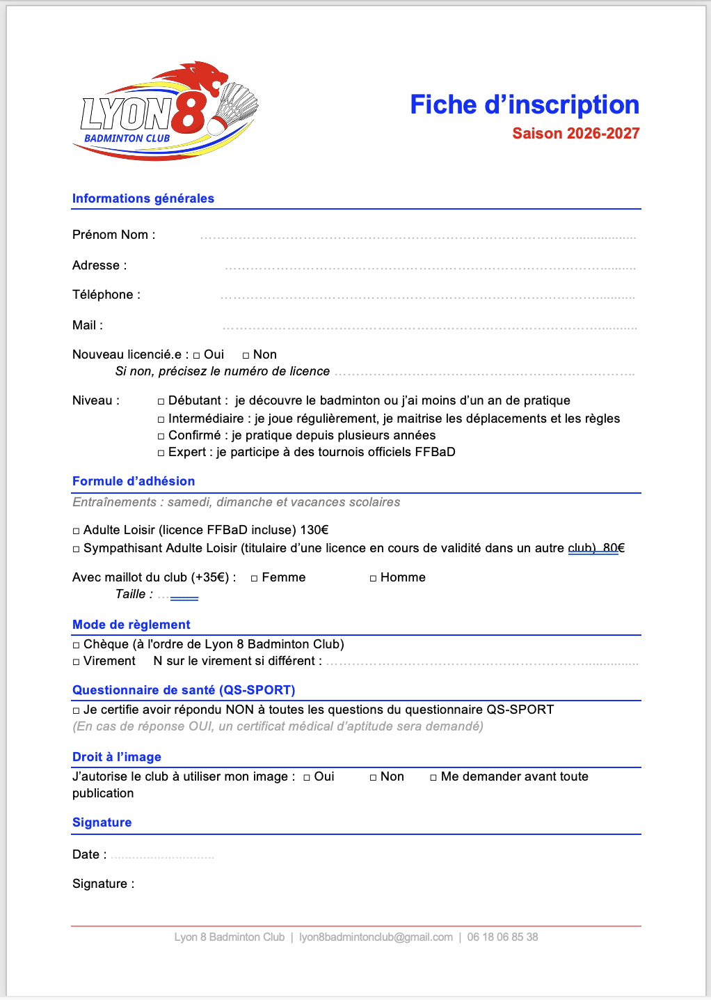 LYON 8
BADMINTON CLUB
Fiche d’inscription
Saison 2026-2027
Informations générales
Prénom Nom : ……………………………………………………………………………………
Adresse : ……………………………………………………………………………………
Téléphone : ……………………………………………………………………………………
Mail : ……………………………………………………………………………………
Nouveau licencié.e : □ Oui □ Non
Si non, précisez le numéro de licence …………………………………………………………….
Niveau : □ Débutant : je découvre le badminton ou j’ai moins d’un an de pratique
□ Intermédiaire : je joue régulièrement, je maitrise les déplacements et les règles
□ Confirmé : je pratique depuis plusieurs années
□ Expert : je participe à des tournois officiels FFBaD
Formule d’adhésion
Entraînements : samedi, dimanche et vacances scolaires
□ Adulte Loisir (licence FFBaD incluse) 130€
□ Sympathisant Adulte Loisir (titulaire d’une licence en cours de validité dans un autre club) 80€
Avec maillot du club (+35€) : □ Femme □ Homme
Taille : ………
Mode de règlement
□ Chèque (à l'ordre de Lyon 8 Badminton Club)
□ Virement N sur le virement si différent : ……………………………………………………………
Questionnaire de santé (QS-SPORT)
□ Je certifie avoir répondu NON à toutes les questions du questionnaire QS-SPORT
(En cas de réponse OUI, un certificat médical d’aptitude sera demandé)
Droit à l’image
J’autorise le club à utiliser mon image : □ Oui □ Non □ Me demander avant toute
publication
Signature
Date : ............................
Signature :
Lyon 8 Badminton Club | lyon8badmintonclub@gmail.com | 06 18 06 85 38